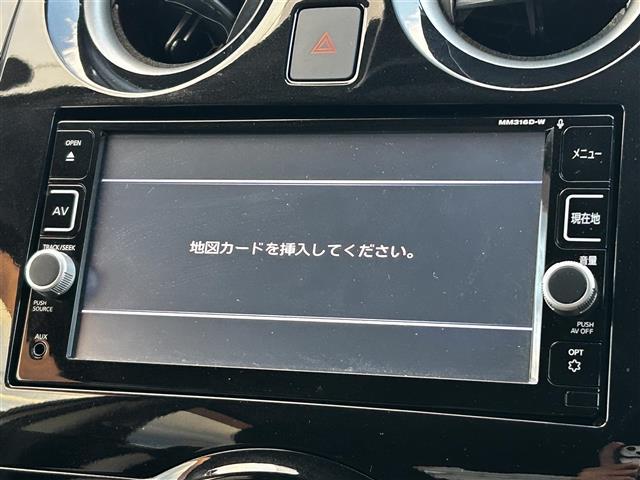 MM316D-W
OPEN
メニュー
AV
現在地
TRACK/SEEK
音量
地図カードを挿入してください。
PUSH
SOURCE
PUSH
AV OFF
AUX
OPT